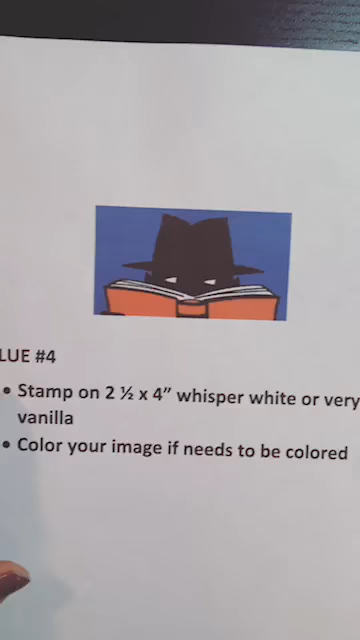 LUE #4
• Stamp on 2 ½ x 4” whisper white or very
vanilla
• Color your image if needs to be colored